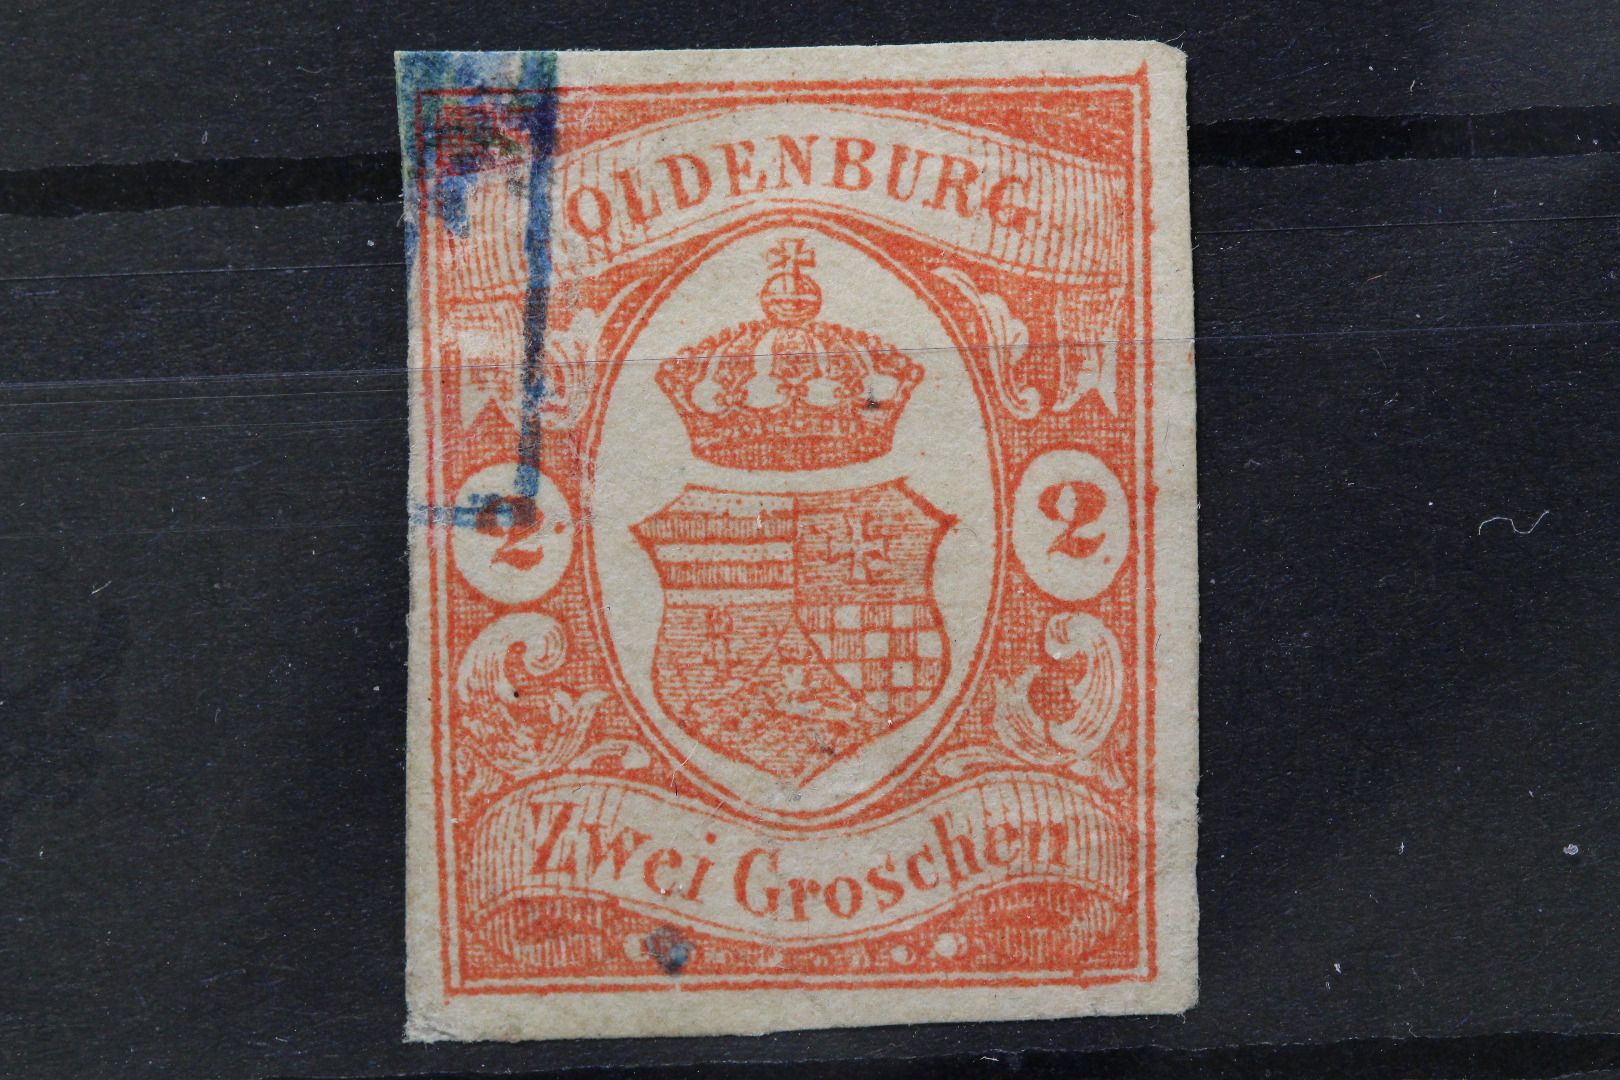 OLDENBURG
2. 2.
Zwei Groschen